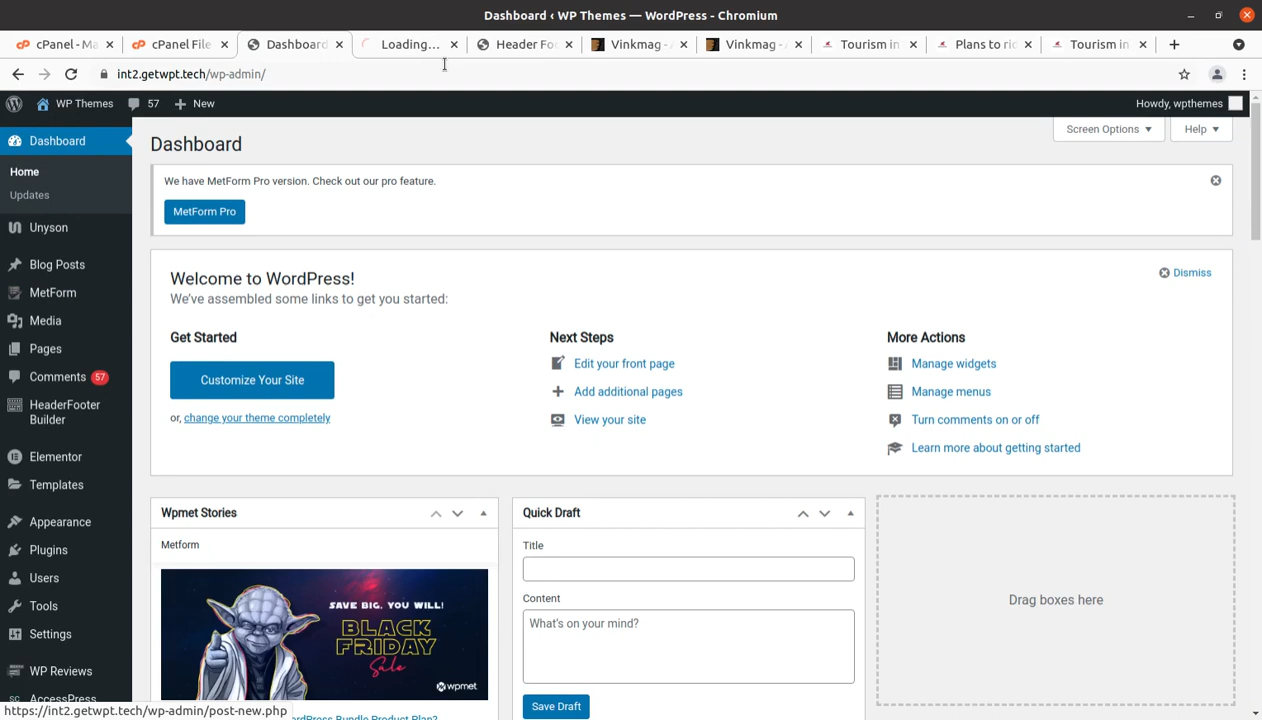 Dashboard ‹ WP Themes — WordPress - Chromium
cPanel - Ma
cPanel File
Dashboard
Loading...
Header Foo
Vinkmag - A
Vinkmag - A
Tourism in
Plans to ric
Tourism in
int2.getwpt.tech/wp-admin/
WP Themes
57
New
Howdy, wpthemes
Dashboard
Home
Updates
Unyson
Blog Posts
MetForm
Media
Pages
Comments 57
HeaderFooter
Builder
Elementor
Templates
Appearance
Plugins
Users
Tools
Settings
WP Reviews
AccessPress
Dashboard
Screen Options
Help
We have MetForm Pro version. Check out our pro feature.
MetForm Pro
Welcome to WordPress!
We've assembled some links to get you started:
Dismiss
Get Started
Customize Your Site
or, change your theme completely
Next Steps
Edit your front page
Add additional pages
View your site
More Actions
Manage widgets
Manage menus
Turn comments on or off
Learn more about getting started
Wpmet Stories
Metform
SAVE BIG, YOU WILL!
BLACK
FRIDAY
Sale
wpmet
Quick Draft
Title
Content
What's on your mind?
Save Draft
Drag boxes here
https://int2.getwpt.tech/wp-admin/post-new.php
ordPress Bundle Product Plan?